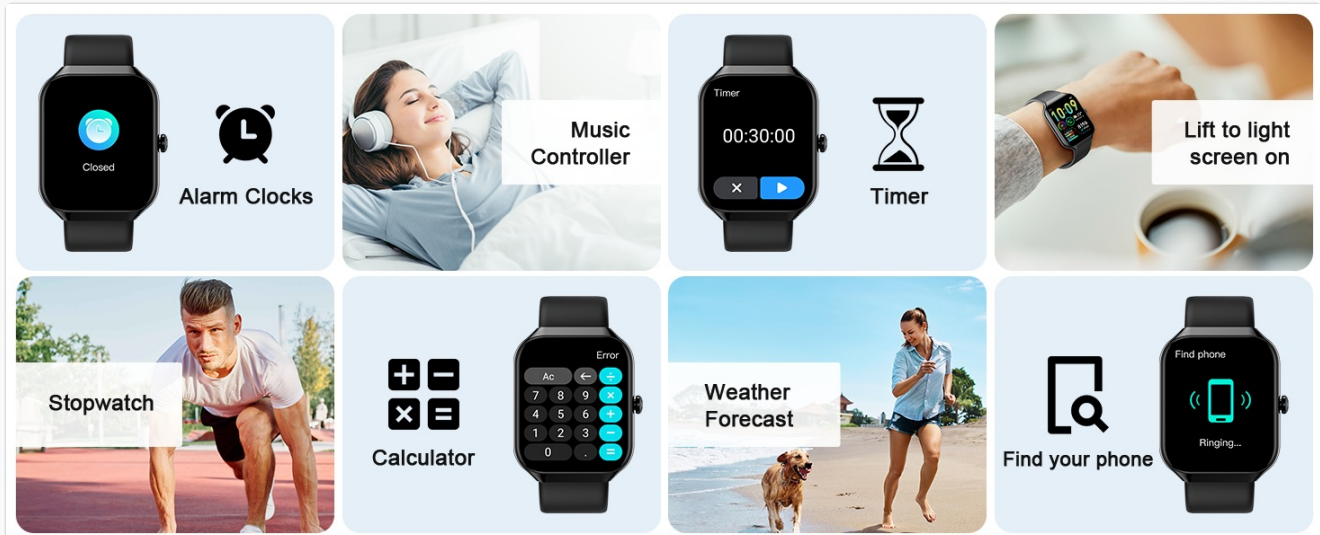 Closed
Alarm Clocks
Music
Controller
Timer
00:30:00
Timer
10:09
Lift to light
screen on
Stopwatch
Calculator
Error
Ac ← ÷
7 8 9 ×
4 5 6 +
1 2 3 −
0 . =
Weather
Forecast
Find your phone
Find phone
Ringing...